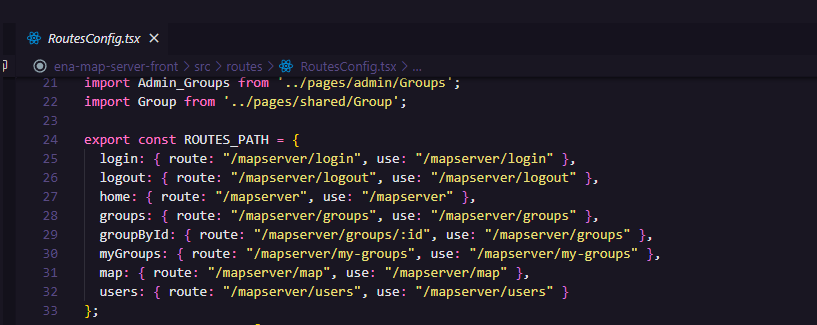 RoutesConfig.tsx ×
ena-map-server-front > src > routes > RoutesConfig.tsx > ...
21 import Admin_Groups from '../pages/admin/Groups';
22 import Group from '../pages/shared/Group';
23
24 export const ROUTES_PATH = {
25 login: { route: "/mapserver/login", use: "/mapserver/login" },
26 logout: { route: "/mapserver/logout", use: "/mapserver/logout" },
27 home: { route: "/mapserver", use: "/mapserver" },
28 groups: { route: "/mapserver/groups", use: "/mapserver/groups" },
29 groupById: { route: "/mapserver/groups/:id", use: "/mapserver/groups" },
30 myGroups: { route: "/mapserver/my-groups", use: "/mapserver/my-groups" },
31 map: { route: "/mapserver/map", use: "/mapserver/map" },
32 users: { route: "/mapserver/users", use: "/mapserver/users" }
33 };